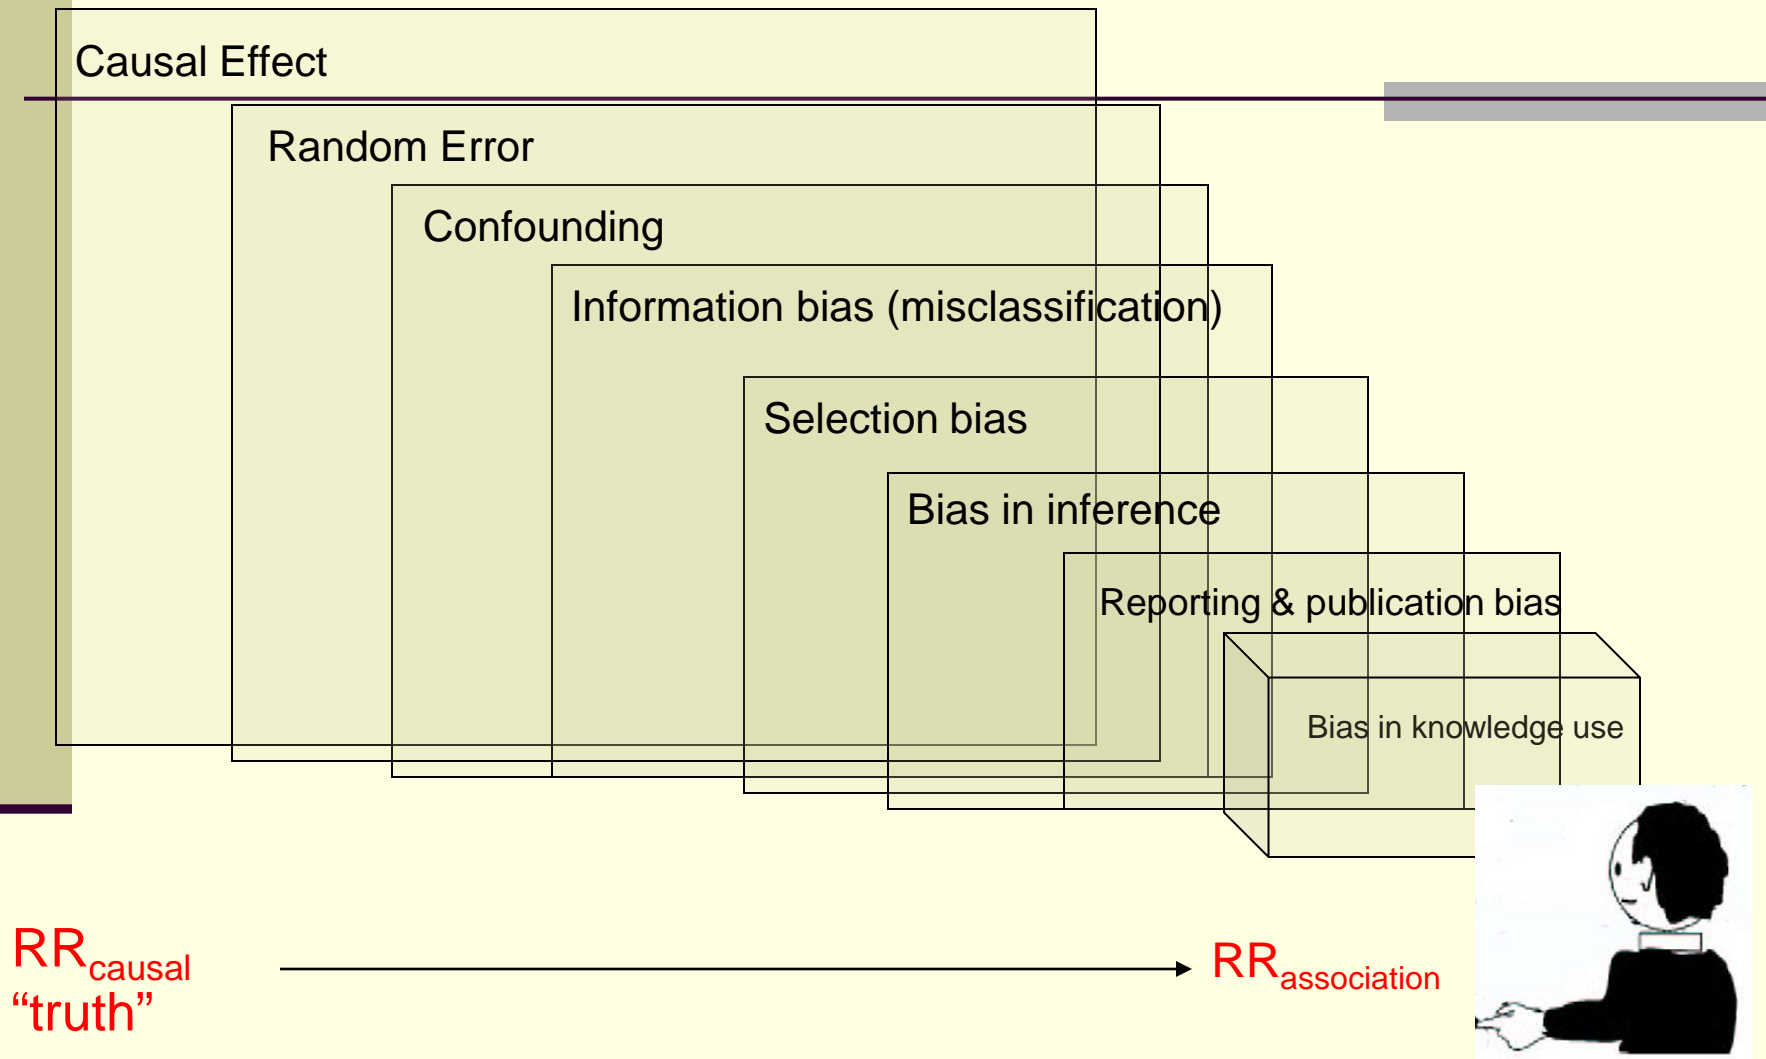 Causal Effect
Random Error
Confounding
Information bias (misclassification)
Selection bias
Bias in inference
Reporting & publication bias
Bias in knowledge use
RRcausal
“truth”
RRassociation